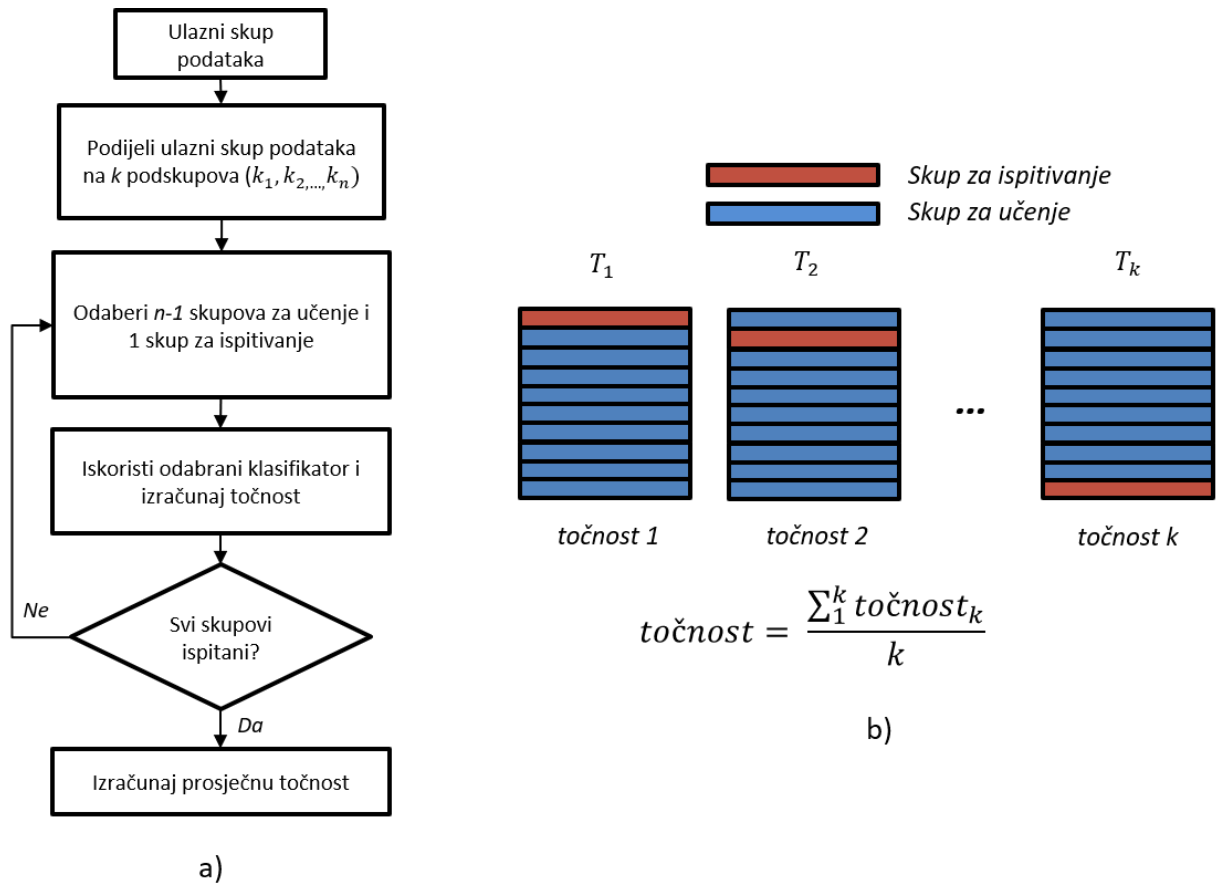 Ulazni skup
podataka
Podijeli ulazni skup podataka
na k podskupova (k₁, k₂,...,kₙ)
Odaberi n-1 skupova za učenje i
1 skup za ispitivanje
Iskoristi odabrani klasifikator i
izračunaj točnost
Ne
Svi skupovi
ispitani?
Da
Izračunaj prosječnu točnost
a)
Skup za ispitivanje
Skup za učenje
T₁ T₂ Tₖ
...
točnost 1 točnost 2 točnost k
točnost = ∑₁ᵏ točnostₖ / k
b)